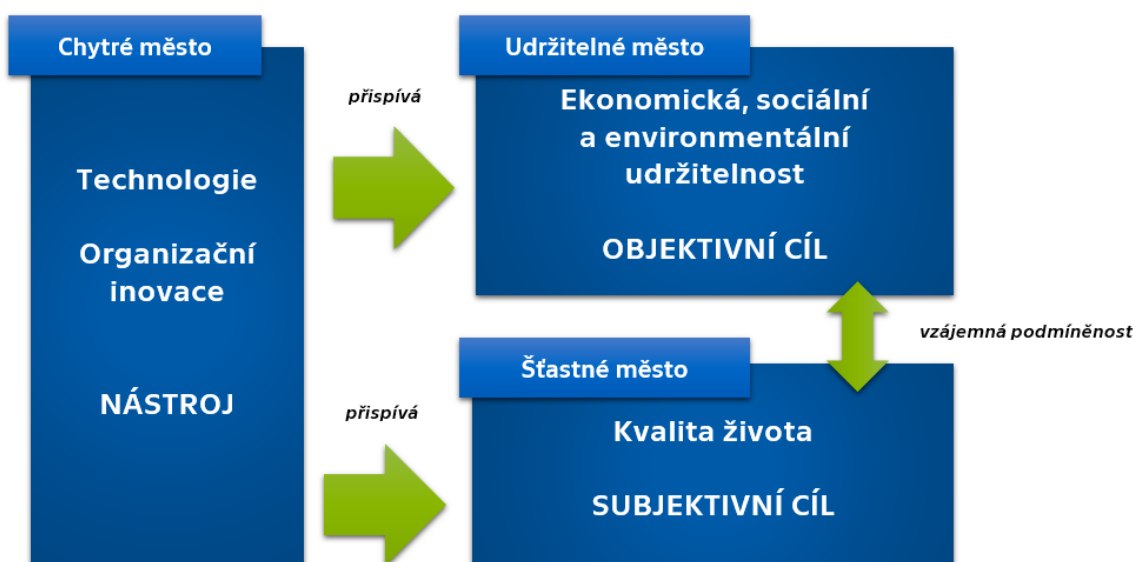 Chytré město
Technologie
Organizační
inovace
NÁSTROJ
přispívá
Udržitelné město
Ekonomická, sociální
a environmentální
udržitelnost
OBJEKTIVNÍ CÍL
vzájemná podmíněnost
přispívá
Šťastné město
Kvalita života
SUBJEKTIVNÍ CÍL